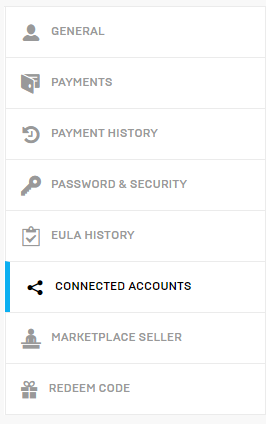 GENERAL
PAYMENTS
PAYMENT HISTORY
PASSWORD & SECURITY
EULA HISTORY
CONNECTED ACCOUNTS
MARKETPLACE SELLER
REDEEM CODE